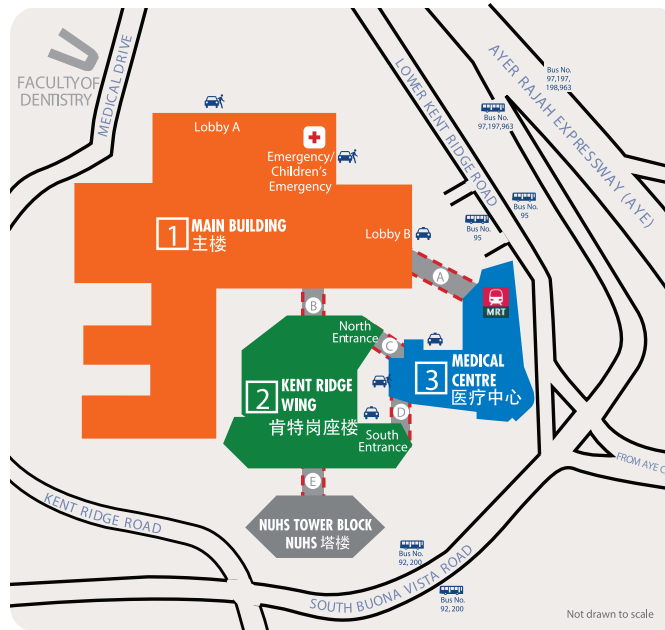 FACULTY OF
DENTISTRY
MEDICAL DRIVE
LOWER KENT RIDGE ROAD
AYER RAJAH EXPRESSWAY (AYE)
Bus No.
97,197,
198,963
Bus No.
97,197,963
Lobby A
Emergency/
Children's
Emergency
Bus No.
95
Bus No.
95
1
MAIN BUILDING
主楼
Lobby B
A
MRT
B
North
Entrance
C
2
KENT RIDGE
WING
肯特岗座楼
3
MEDICAL
CENTRE
医疗中心
D
South
Entrance
E
FROM AYE C
KENT RIDGE ROAD
NUHS TOWER BLOCK
NUHS 塔楼
Bus No.
92, 200
SOUTH BUONA VISTA ROAD
Bus No.
92, 200
Not drawn to scale